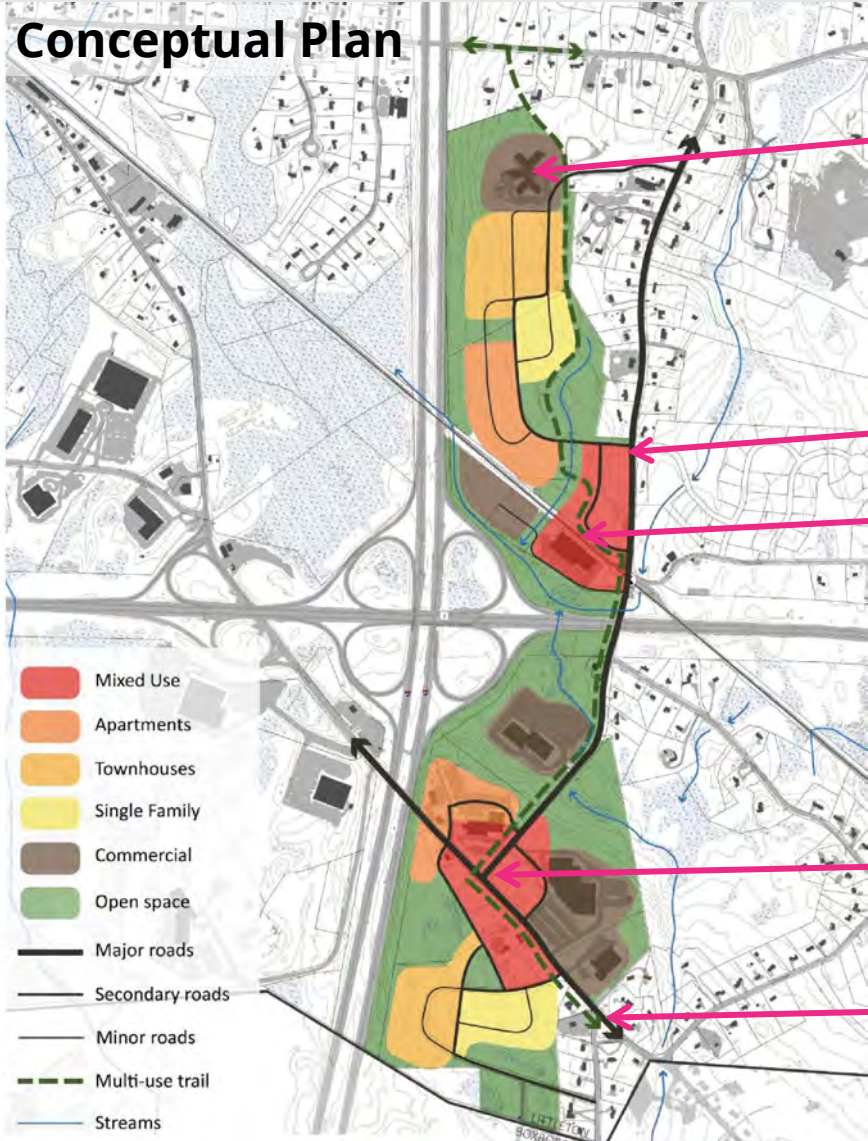 Conceptual Plan
Mixed Use
Apartments
Townhouses
Single Family
Commercial
Open space
Major roads
Secondary roads
Minor roads
Multi-use trail
Streams
LITTLETON